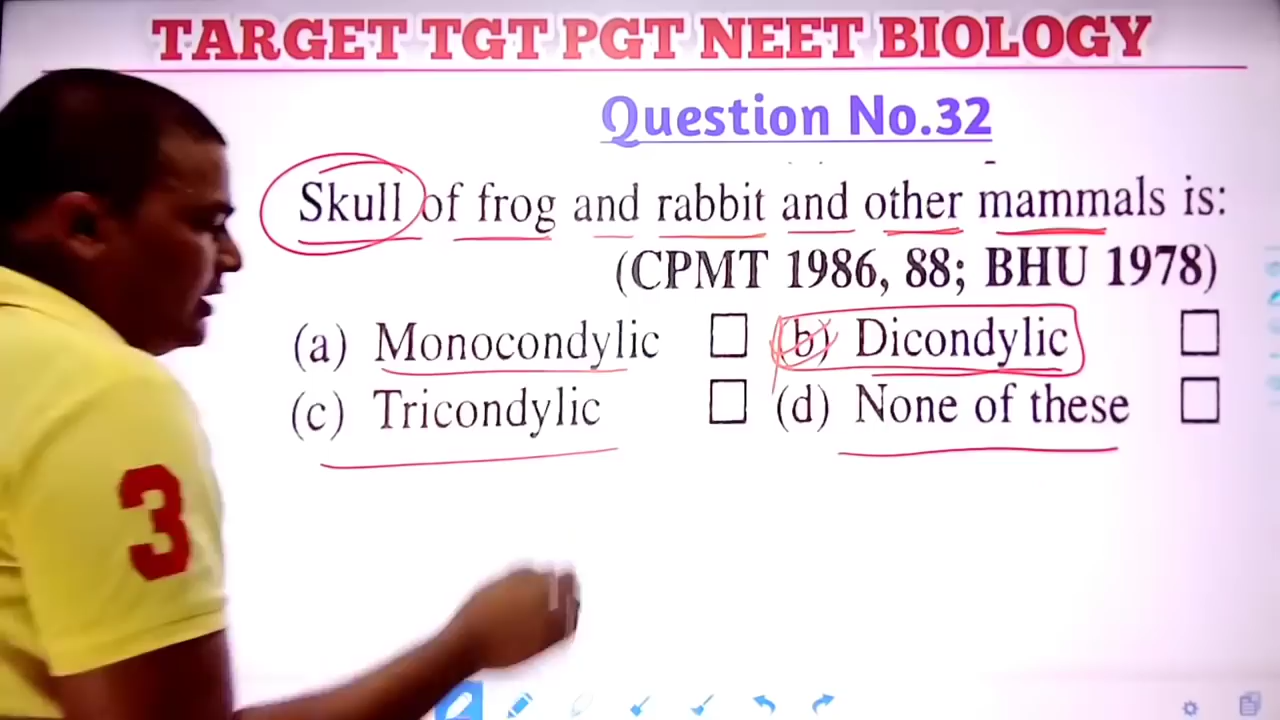 TARGET TGT PGT NEET BIOLOGY
Question No.32
Skull of frog and rabbit and other mammals is:
(CPMT 1986, 88; BHU 1978)
(a) Monocondylic □ (b) Dicondylic □
(c) Tricondylic □ (d) None of these □
3